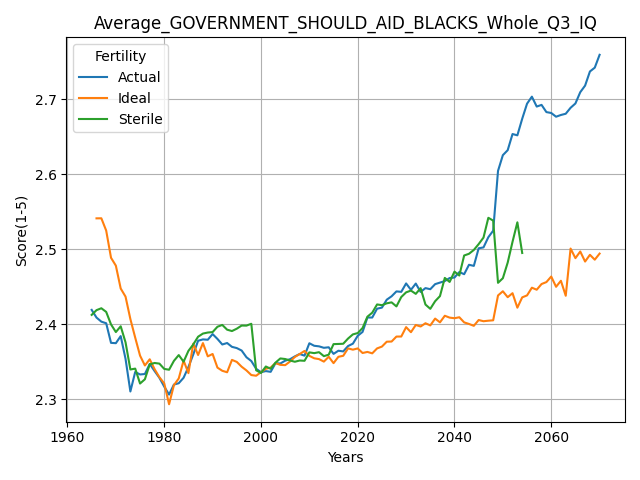 Average_GOVERNMENT_SHOULD_AID_BLACKS_Whole_Q3_IQ
Fertility
Actual
Ideal
Sterile
2.7
2.6
2.5
2.4
2.3
Score(1-5)
1960
1980
2000
2020
2040
2060
Years